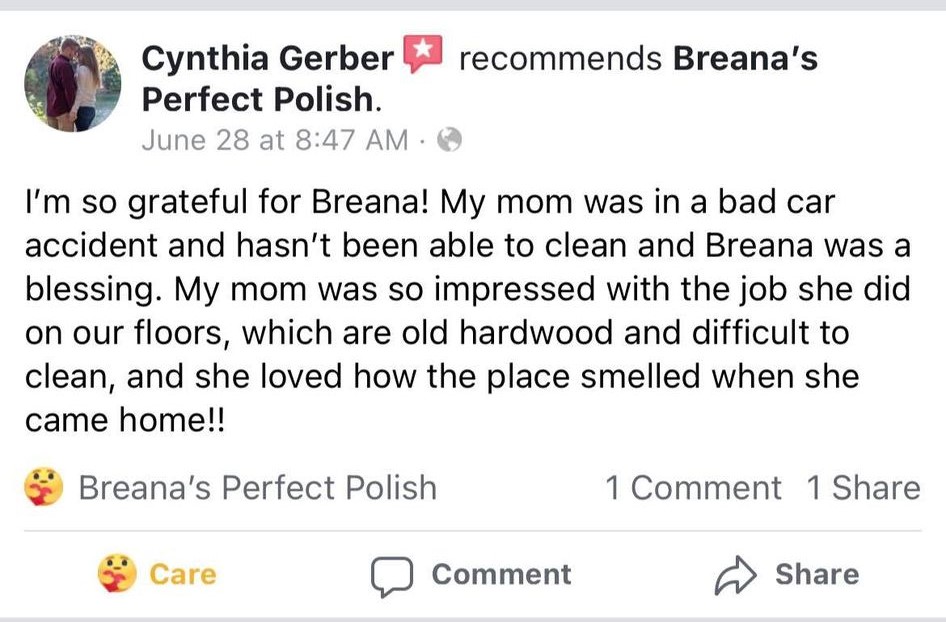 Cynthia Gerber recommends Breana’s
Perfect Polish.
June 28 at 8:47 AM ·
I’m so grateful for Breana! My mom was in a bad car
accident and hasn’t been able to clean and Breana was a
blessing. My mom was so impressed with the job she did
on our floors, which are old hardwood and difficult to
clean, and she loved how the place smelled when she
came home!!
Breana’s Perfect Polish 1 Comment 1 Share
Care Comment Share